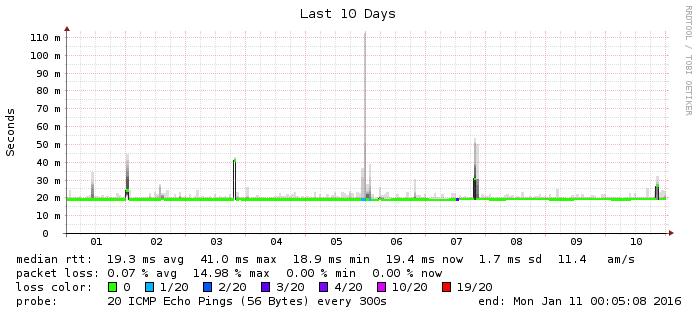 Last 10 Days
RRDTOOL / TOBI OETIKER
Seconds
110 m
100 m
90 m
80 m
70 m
60 m
50 m
40 m
30 m
20 m
10 m
0
01 02 03 04 05 06 07 08 09 10
median rtt: 19.3 ms avg 41.0 ms max 18.9 ms min 19.4 ms now 1.7 ms sd 11.4 am/s
packet loss: 0.07 % avg 14.98 % max 0.00 % min 0.00 % now
loss color: 0 1/20 2/20 3/20 4/20 10/20 19/20
probe: 20 ICMP Echo Pings (56 Bytes) every 300s end: Mon Jan 11 00:05:08 2016